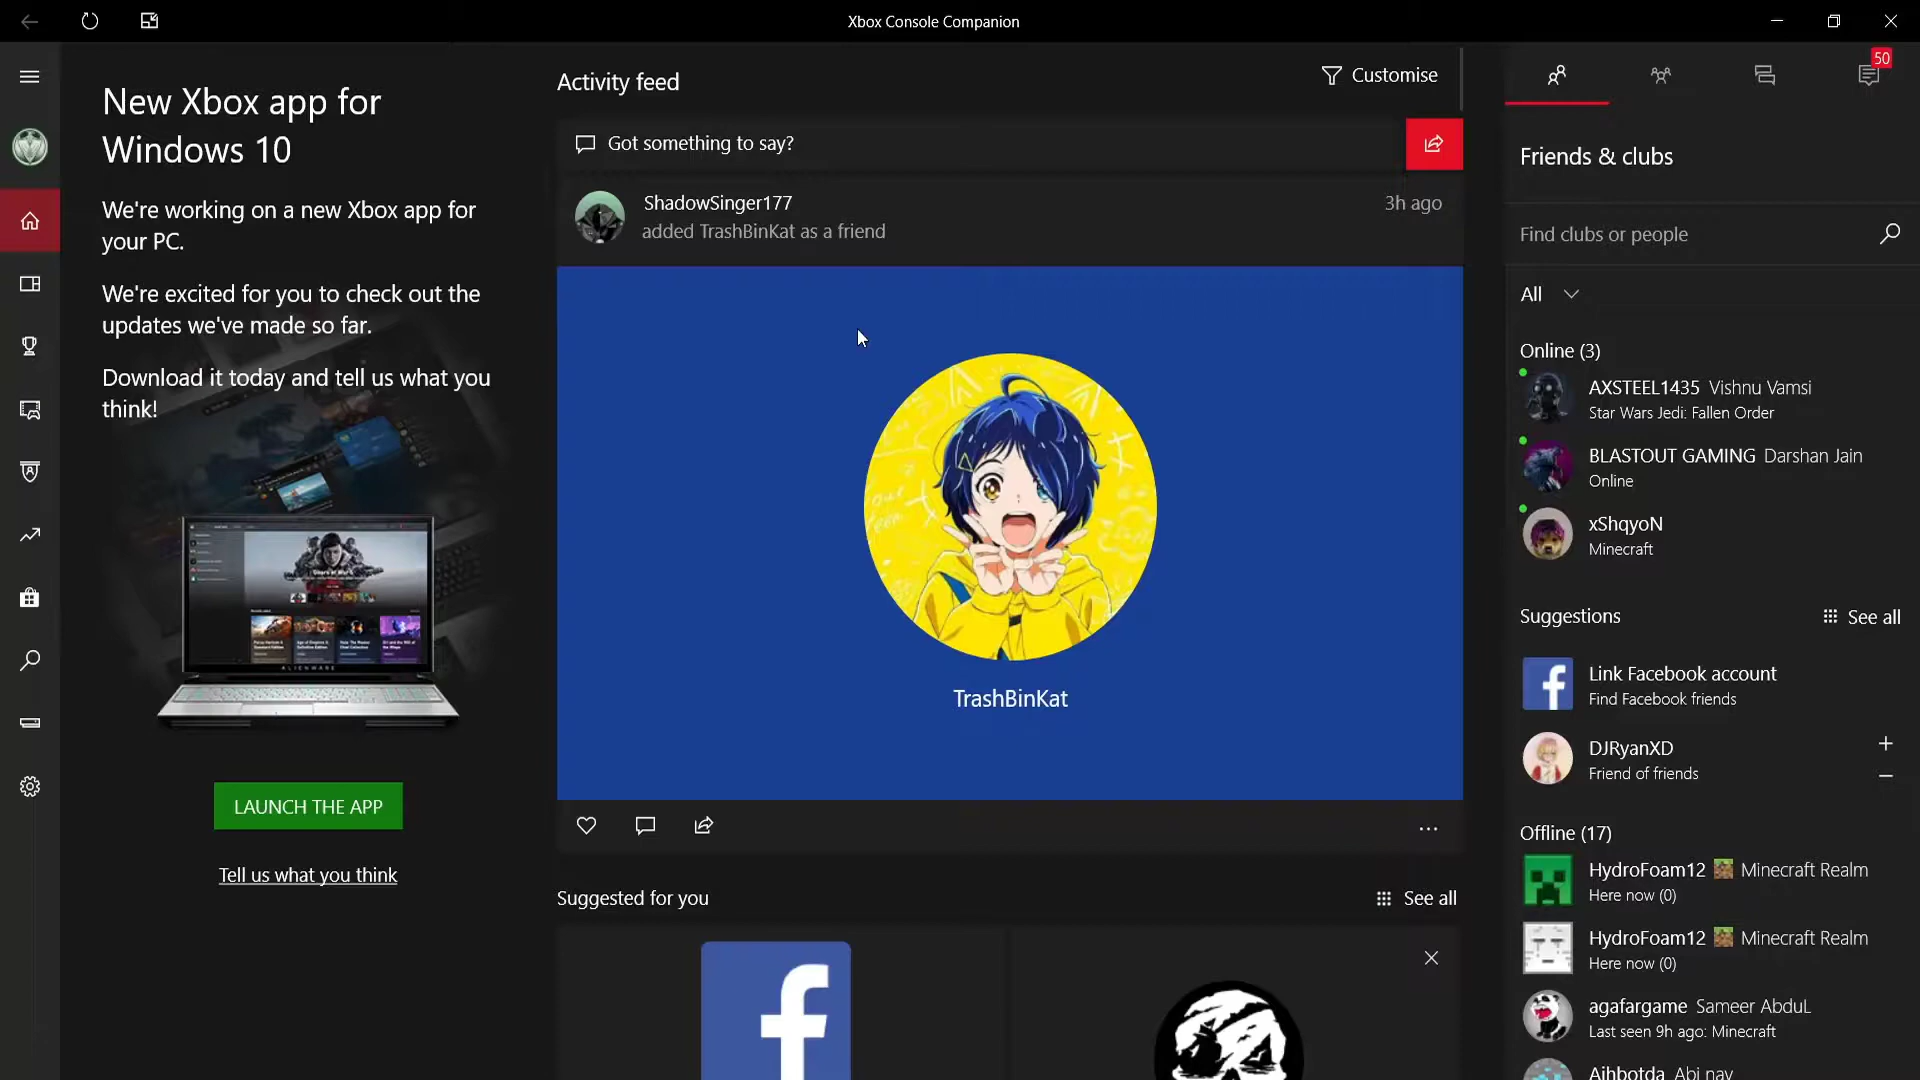 Xbox Console Companion
New Xbox app for
Windows 10
We're working on a new Xbox app for
your PC.
We're excited for you to check out the
updates we've made so far.
Download it today and tell us what you
think!
LAUNCH THE APP
Tell us what you think
Activity feed
Customise
Got something to say?
ShadowSinger177
3h ago
added TrashBinKat as a friend
TrashBinKat
Suggested for you
See all
50
Friends & clubs
Find clubs or people
All
Online (3)
AXSTEEL1435 Vishnu Vamsi
Star Wars Jedi: Fallen Order
BLASTOUT GAMING Darshan Jain
Online
xShqyoN
Minecraft
Suggestions
See all
Link Facebook account
Find Facebook friends
DJRyanXD
Friend of friends
Offline (17)
HydroFoam12 Minecraft Realm
Here now (0)
HydroFoam12 Minecraft Realm
Here now (0)
agafargame Sameer AbduL
Last seen 9h ago: Minecraft
Aihbotda Abi nav